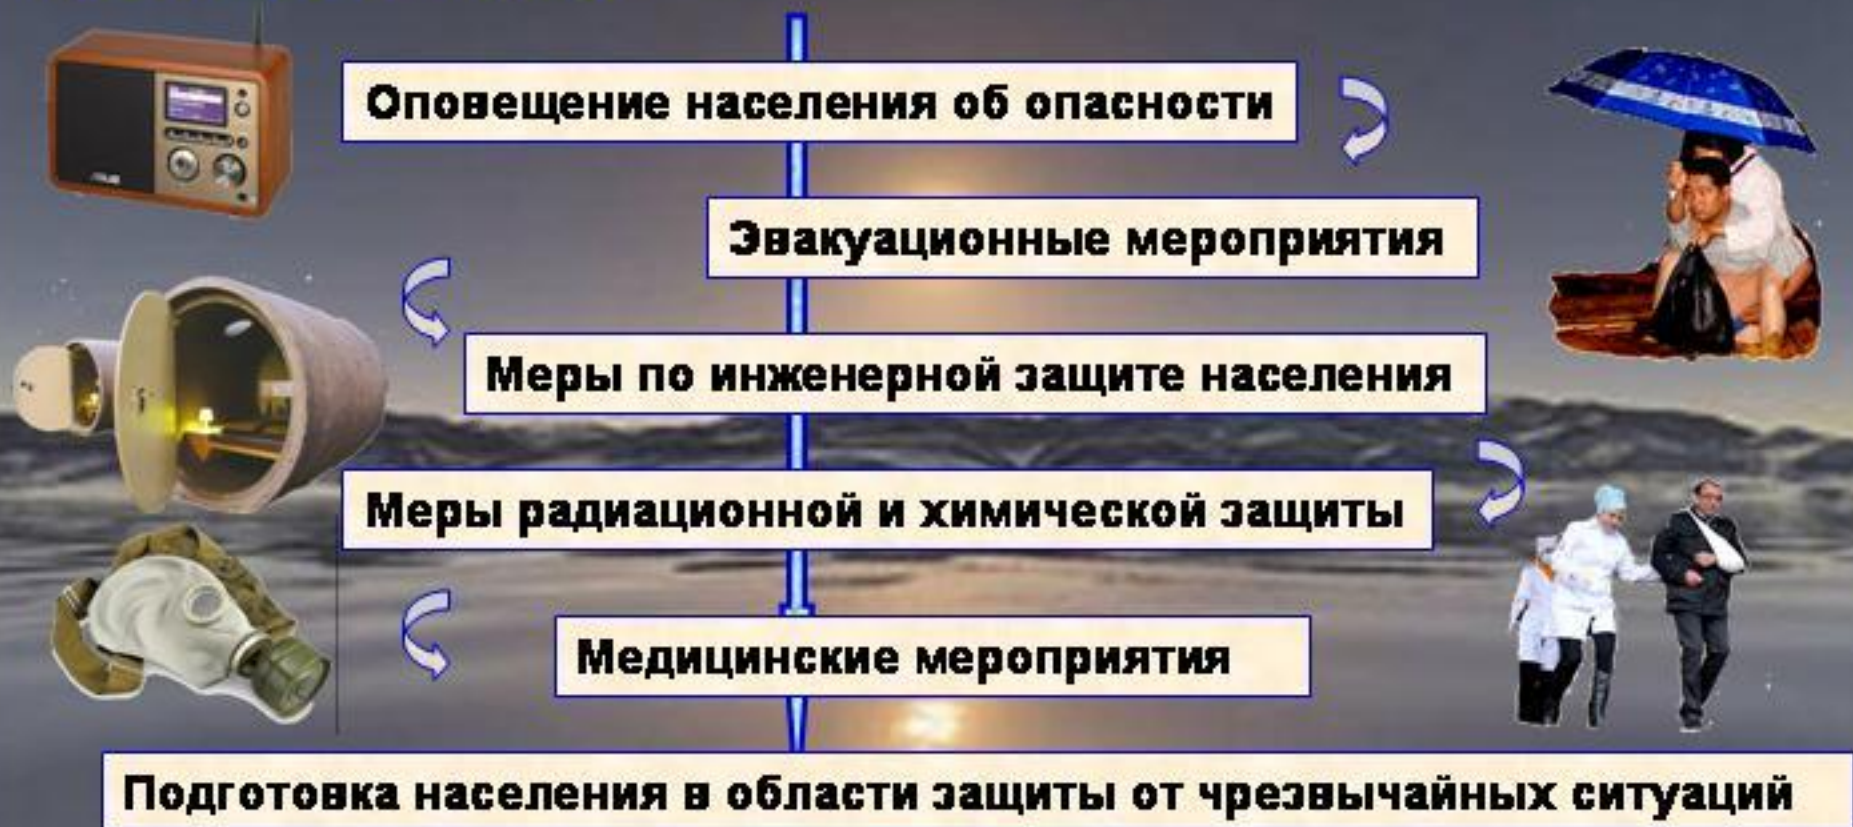 Оповещение населения об опасности
Эвакуационные мероприятия
Меры по инженерной защите населения
Меры радиационной и химической защиты
Медицинские мероприятия
Подготовка населения в области защиты от чрезвычайных ситуаций